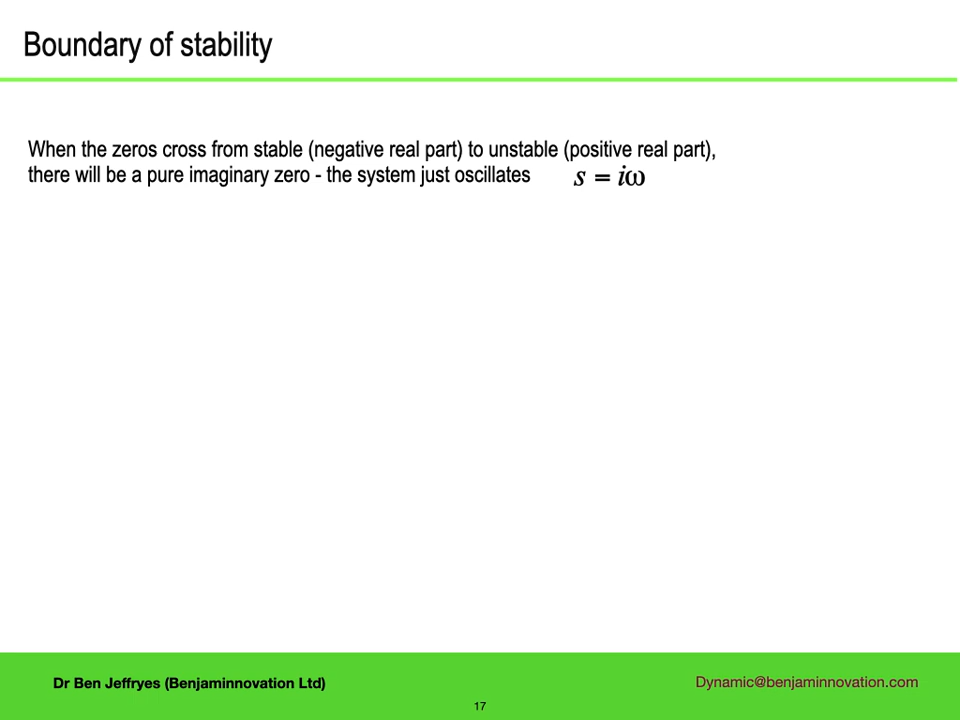 Boundary of stability
When the zeros cross from stable (negative real part) to unstable (positive real part),
there will be a pure imaginary zero - the system just oscillates s = iω
Dr Ben Jeffryes (Benjaminnovation Ltd)
Dynamic@benjaminnovation.com
17